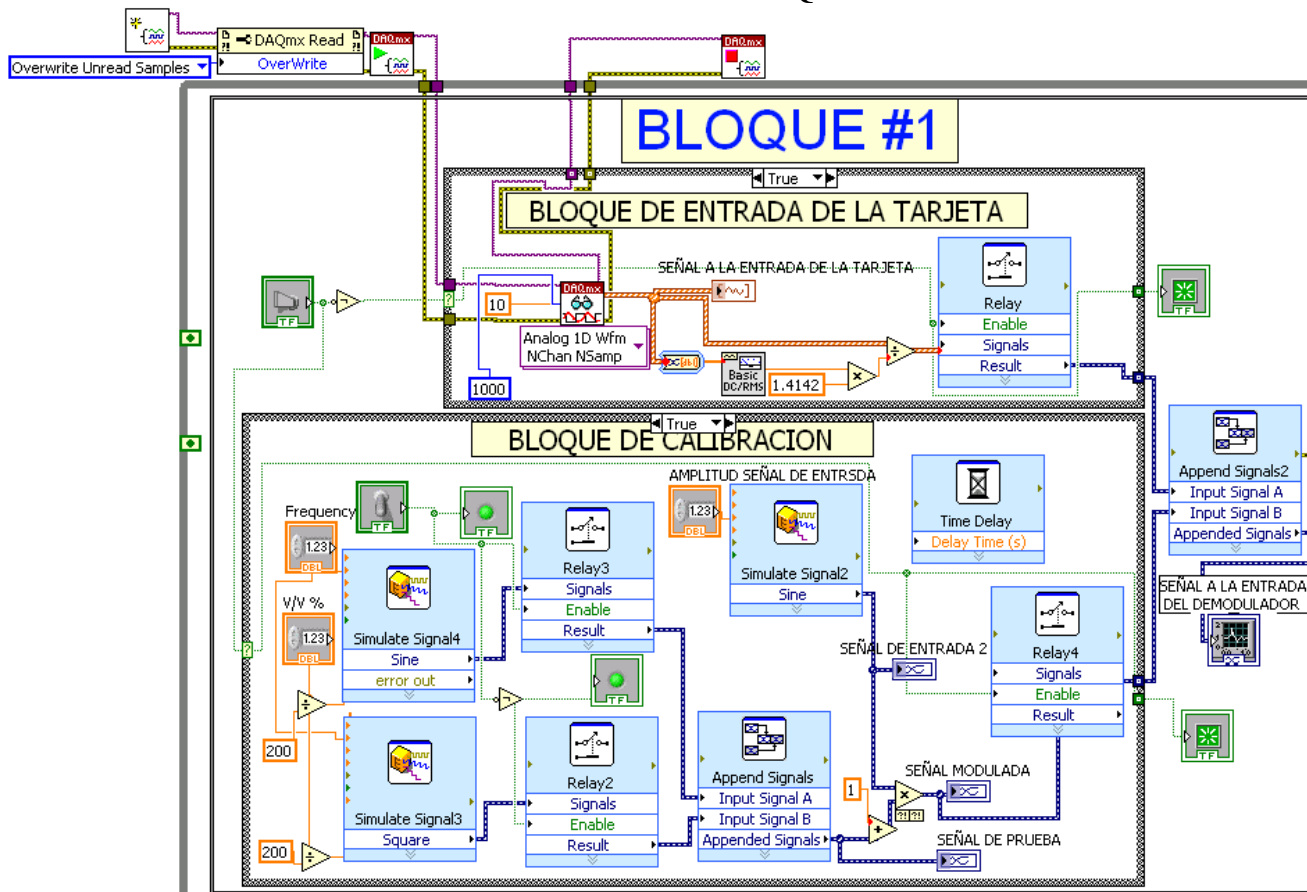 DAQmx Read
DAQmx
DAQmx
Overwrite Unread Samples
OverWrite
BLOQUE #1
True
BLOQUE DE ENTRADA DE LA TARJETA
SEÑAL A LA ENTRADA DE LA TARJETA
TF
10
DAQmx
Relay
Enable
Signals
Result
TF
Analog 1D Wfm
NChan NSamp
1000
Basic
DC/RMS
1.4142
True
BLOQUE DE CALIBRACION
Append Signals2
Input Signal A
Input Signal B
Appended Signals
AMPLITUD SEÑAL DE ENTRSDA
Frequency
1.23
DBL
TF
TF
Relay3
Signals
Enable
Result
1.23
DBL
Simulate Signal2
Sine
Time Delay
Delay Time (s)
V/V %
1.23
DBL
Simulate Signal4
Sine
error out
SEÑAL A LA ENTRADA
DEL DEMODULADOR
SEÑAL DE ENTRADA 2
Relay4
Signals
Enable
Result
TF
200
Simulate Signal3
Square
Relay2
Signals
Enable
Result
Append Signals
Input Signal A
Input Signal B
Appended Signals
TF
1
SEÑAL MODULADA
SEÑAL DE PRUEBA
200